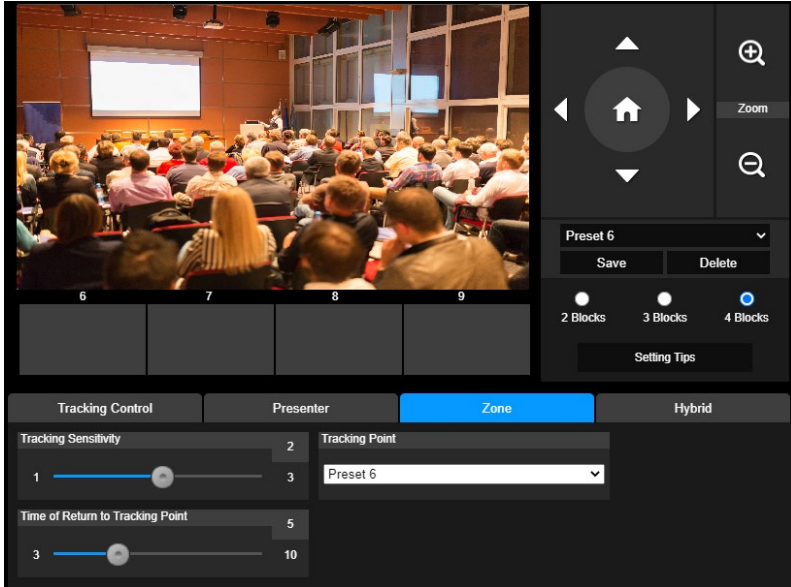 Zoom
Preset 6
Save Delete
6 7 8 9
2 Blocks 3 Blocks 4 Blocks
Setting Tips
Tracking Control Presenter Zone Hybrid
Tracking Sensitivity 2 Tracking Point
1 3 Preset 6
Time of Return to Tracking Point 5
3 10